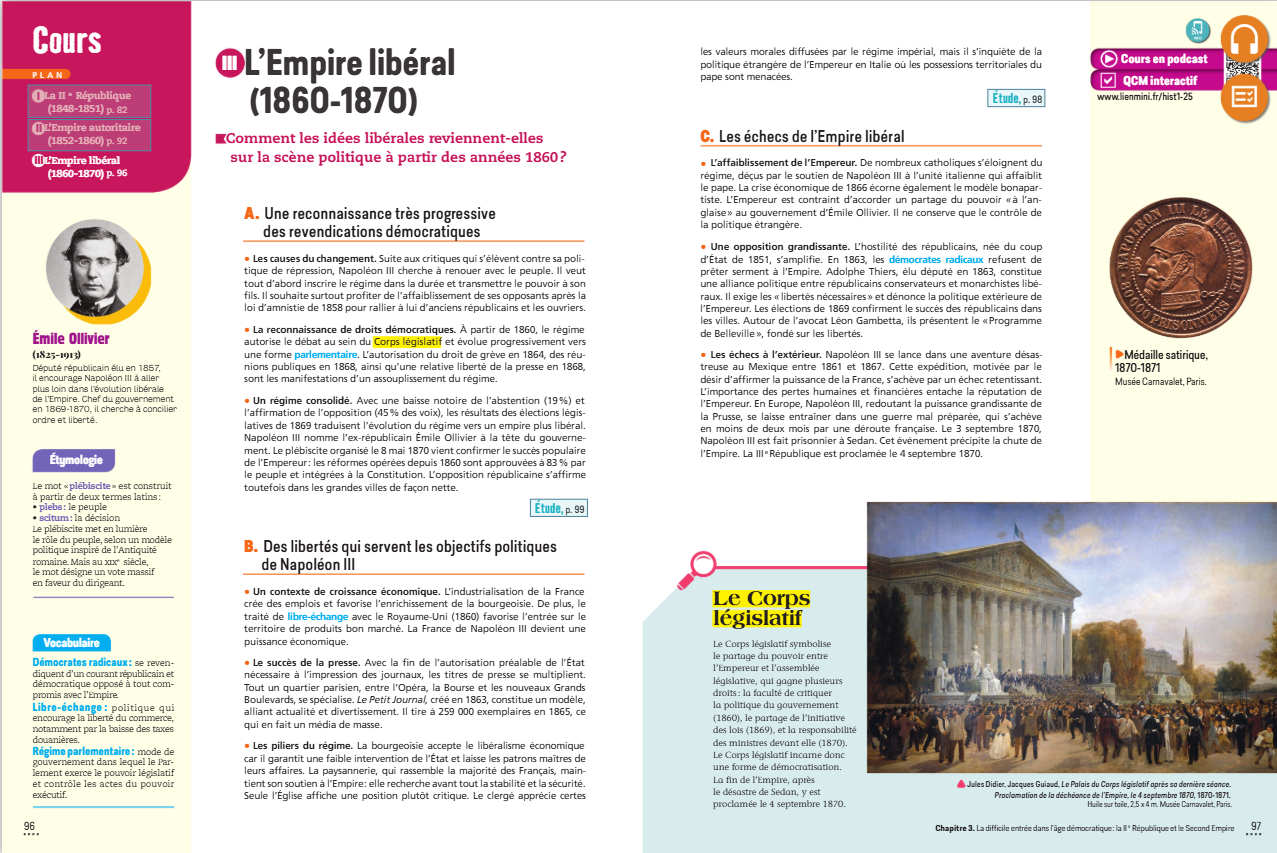 Cours
PLAN
I La IIe République
(1848-1851) p. 82
II L'Empire autoritaire
(1852-1860) p. 92
III L'Empire libéral
(1860-1870) p. 96
Émile Ollivier
(1825-1913)
Député républicain élu en 1857,
il encourage Napoléon III à aller
plus loin dans l'évolution libérale
de l'Empire. Chef du gouvernement
en 1869-1870, il cherche à concilier
ordre et liberté.
Étymologie
Le mot « plébiscite » est construit
à partir de deux termes latins :
• plebs : le peuple
• scitum : la décision
Le plébiscite met en lumière
le rôle du peuple, selon un modèle
politique inspiré de l'Antiquité
romaine. Mais au XIXe siècle,
le mot désigne un vote massif
en faveur du dirigeant.
Vocabulaire
Démocrates radicaux : se reven-
diquent d'un courant républicain et
démocratique opposé à tout com-
promis avec l'Empire.
Libre-échange : politique qui
encourage la liberté du commerce,
notamment par la baisse des taxes
douanières.
Régime parlementaire : mode de
gouvernement dans lequel le Par-
lement exerce le pouvoir législatif
et contrôle les actes du pouvoir
exécutif.
96
III L'Empire libéral
(1860-1870)
Comment les idées libérales reviennent-elles
sur la scène politique à partir des années 1860 ?
A. Une reconnaissance très progressive
des revendications démocratiques
• Les causes du changement. Suite aux critiques qui s'élèvent contre sa poli-
tique de répression, Napoléon III cherche à renouer avec le peuple. Il veut
tout d'abord inscrire le régime dans la durée et transmettre le pouvoir à son
fils. Il souhaite surtout profiter de l'affaiblissement de ses opposants après la
loi d'amnistie de 1858 pour rallier à lui d'anciens républicains et les ouvriers.
• La reconnaissance de droits démocratiques. À partir de 1860, le régime
autorise le débat au sein du Corps législatif et évolue progressivement vers
une forme parlementaire. L'autorisation du droit de grève en 1864, des réu-
nions publiques en 1868, ainsi qu'une relative liberté de la presse en 1868,
sont les manifestations d'un assouplissement du régime.
• Un régime consolidé. Avec une baisse notoire de l'abstention (19 %) et
l'affirmation de l'opposition (45 % des voix), les résultats des élections légis-
latives de 1869 traduisent l'évolution du régime vers un empire plus libéral.
Napoléon III nomme l'ex-républicain Émile Ollivier à la tête du gouverne-
ment. Le plébiscite organisé le 8 mai 1870 vient confirmer le succès populaire
de l'Empereur : les réformes opérées depuis 1860 sont approuvées à 83 % par
le peuple et intégrées à la Constitution. L'opposition républicaine s'affirme
toutefois dans les grandes villes de façon nette.
Étude, p. 99
B. Des libertés qui servent les objectifs politiques
de Napoléon III
• Un contexte de croissance économique. L'industrialisation de la France
crée des emplois et favorise l'enrichissement de la bourgeoisie. De plus, le
traité de libre-échange avec le Royaume-Uni (1860) favorise l'entrée sur le
territoire de produits bon marché. La France de Napoléon III devient une
puissance économique.
• Le succès de la presse. Avec la fin de l'autorisation préalable de l'État
nécessaire à l'impression des journaux, les titres de presse se multiplient.
Tout un quartier parisien, entre l'Opéra, la Bourse et les nouveaux Grands
Boulevards, se spécialise. Le Petit Journal, créé en 1863, constitue un modèle,
alliant actualité et divertissement. Il tire à 259 000 exemplaires en 1865, ce
qui en fait un média de masse.
• Les piliers du régime. La bourgeoisie accepte le libéralisme économique
car il garantit une faible intervention de l'État et laisse les patrons maîtres de
leurs affaires. La paysannerie, qui rassemble la majorité des Français, main-
tient son soutien à l'Empire : elle recherche avant tout la stabilité et la sécurité.
Seule l'Église affiche une position plutôt critique. Le clergé apprécie certes
les valeurs morales diffusées par le régime impérial, mais il s'inquiète de la
politique étrangère de l'Empereur en Italie où les possessions territoriales du
pape sont menacées.
Étude, p. 98
C. Les échecs de l'Empire libéral
• L'affaiblissement de l'Empereur. De nombreux catholiques s'éloignent du
régime, déçus par le soutien de Napoléon III à l'unité italienne qui affaiblit
le pape. La crise économique de 1866 écorne également le modèle bonapar-
tiste. L'Empereur est contraint d'accorder un partage du pouvoir « à l'an-
glaise » au gouvernement d'Émile Ollivier. Il ne conserve que le contrôle de
la politique étrangère.
• Une opposition grandissante. L'hostilité des républicains, née du coup
d'État de 1851, s'amplifie. En 1863, les démocrates radicaux refusent de
prêter serment à l'Empire. Adolphe Thiers, élu député en 1863, constitue
une alliance politique entre républicains conservateurs et monarchistes libé-
raux. Il exige les « libertés nécessaires » et dénonce la politique extérieure de
l'Empereur. Les élections de 1869 confirment le succès des républicains dans
les villes. Autour de l'avocat Léon Gambetta, ils présentent le « Programme
de Belleville », fondé sur les libertés.
• Les échecs à l'extérieur. Napoléon III se lance dans une aventure désas-
treuse au Mexique entre 1861 et 1867. Cette expédition, motivée par le
désir d'affirmer la puissance de la France, s'achève par un échec retentissant.
L'importance des pertes humaines et financières entache la réputation de
l'Empereur. En Europe, Napoléon III, redoutant la puissance grandissante de
la Prusse, se laisse entraîner dans une guerre mal préparée, qui s'achève
en moins de deux mois par une déroute française. Le 3 septembre 1870,
Napoléon III est fait prisonnier à Sedan. Cet événement précipite la chute de
l'Empire. La IIIe République est proclamée le 4 septembre 1870.
Cours en podcast
QCM interactif
www.lienmini.fr/hist1-25
NAPOLEON III LE MISERABLE
SEDAN
80000 PRISONNIERS
Médaille satirique,
1870-1871
Musée Carnavalet, Paris.
Le Corps
législatif
Le Corps législatif symbolise
le partage du pouvoir entre
l'Empereur et l'assemblée
législative, qui gagne plusieurs
droits : la faculté de critiquer
la politique du gouvernement
(1860), le partage de l'initiative
des lois (1869), et la responsabilité
des ministres devant elle (1870).
Le Corps législatif incarne donc
une forme de démocratisation.
La fin de l'Empire, après
le désastre de Sedan, y est
proclamée le 4 septembre 1870.
Jules Didier, Jacques Guiaud, Le Palais du Corps législatif après sa dernière séance.
Proclamation de la déchéance de l'Empire, le 4 septembre 1870, 1870-1871.
Huile sur toile, 2,5 x 4 m. Musée Carnavalet, Paris.
Chapitre 3. La difficile entrée dans l'âge démocratique : la IIe République et le Second Empire
97